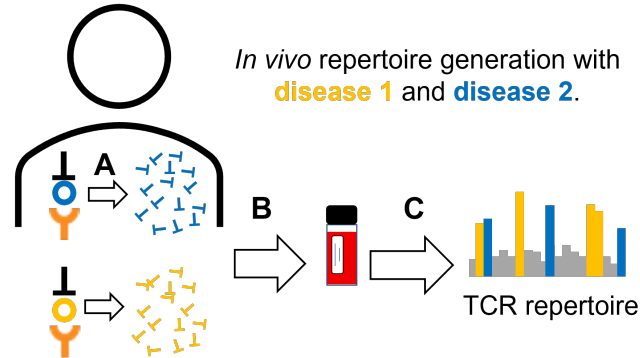 In vivo repertoire generation with
disease 1 and disease 2.
A
B
C
TCR repertoire